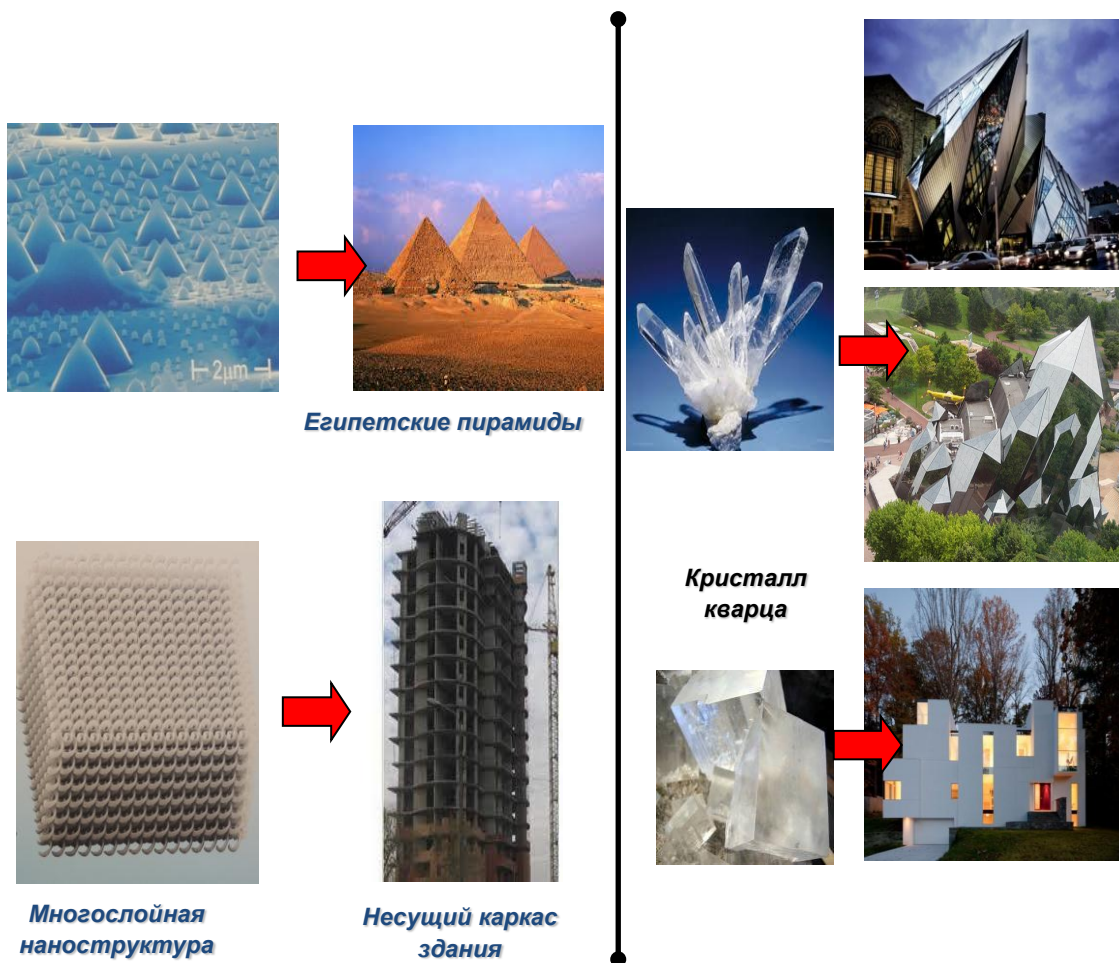 2μm
Египетские пирамиды
Многослойная
наноструктура
Несущий каркас
здания
Кристалл
кварца